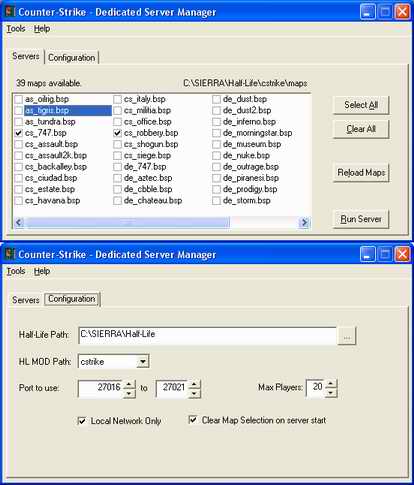 Counter-Strike - Dedicated Server Manager
Tools Help
Servers Configuration
39 maps available. C:\SIERRA\Half-Life\cstrike\maps
as_oilrig.bsp cs_italy.bsp de_dust.bsp
as_tigris.bsp cs_militia.bsp de_dust2.bsp
as_tundra.bsp cs_office.bsp de_inferno.bsp
cs_747.bsp cs_robbery.bsp de_morningstar.bsp
cs_assault.bsp cs_shogun.bsp de_museum.bsp
cs_assault2k.bsp cs_siege.bsp de_nuke.bsp
cs_backalley.bsp de_747.bsp de_outrage.bsp
cs_ciudad.bsp de_aztec.bsp de_piranesi.bsp
cs_estate.bsp de_cbble.bsp de_prodigy.bsp
cs_havana.bsp de_chateau.bsp de_storm.bsp
Select All
Clear All
Reload Maps
Run Server
Counter-Strike - Dedicated Server Manager
Tools Help
Servers Configuration
Half-Life Path: C:\SIERRA\Half-Life ...
HL MOD Path: cstrike
Port to use: 27016 to 27021 Max Players: 20
Local Network Only Clear Map Selection on server start